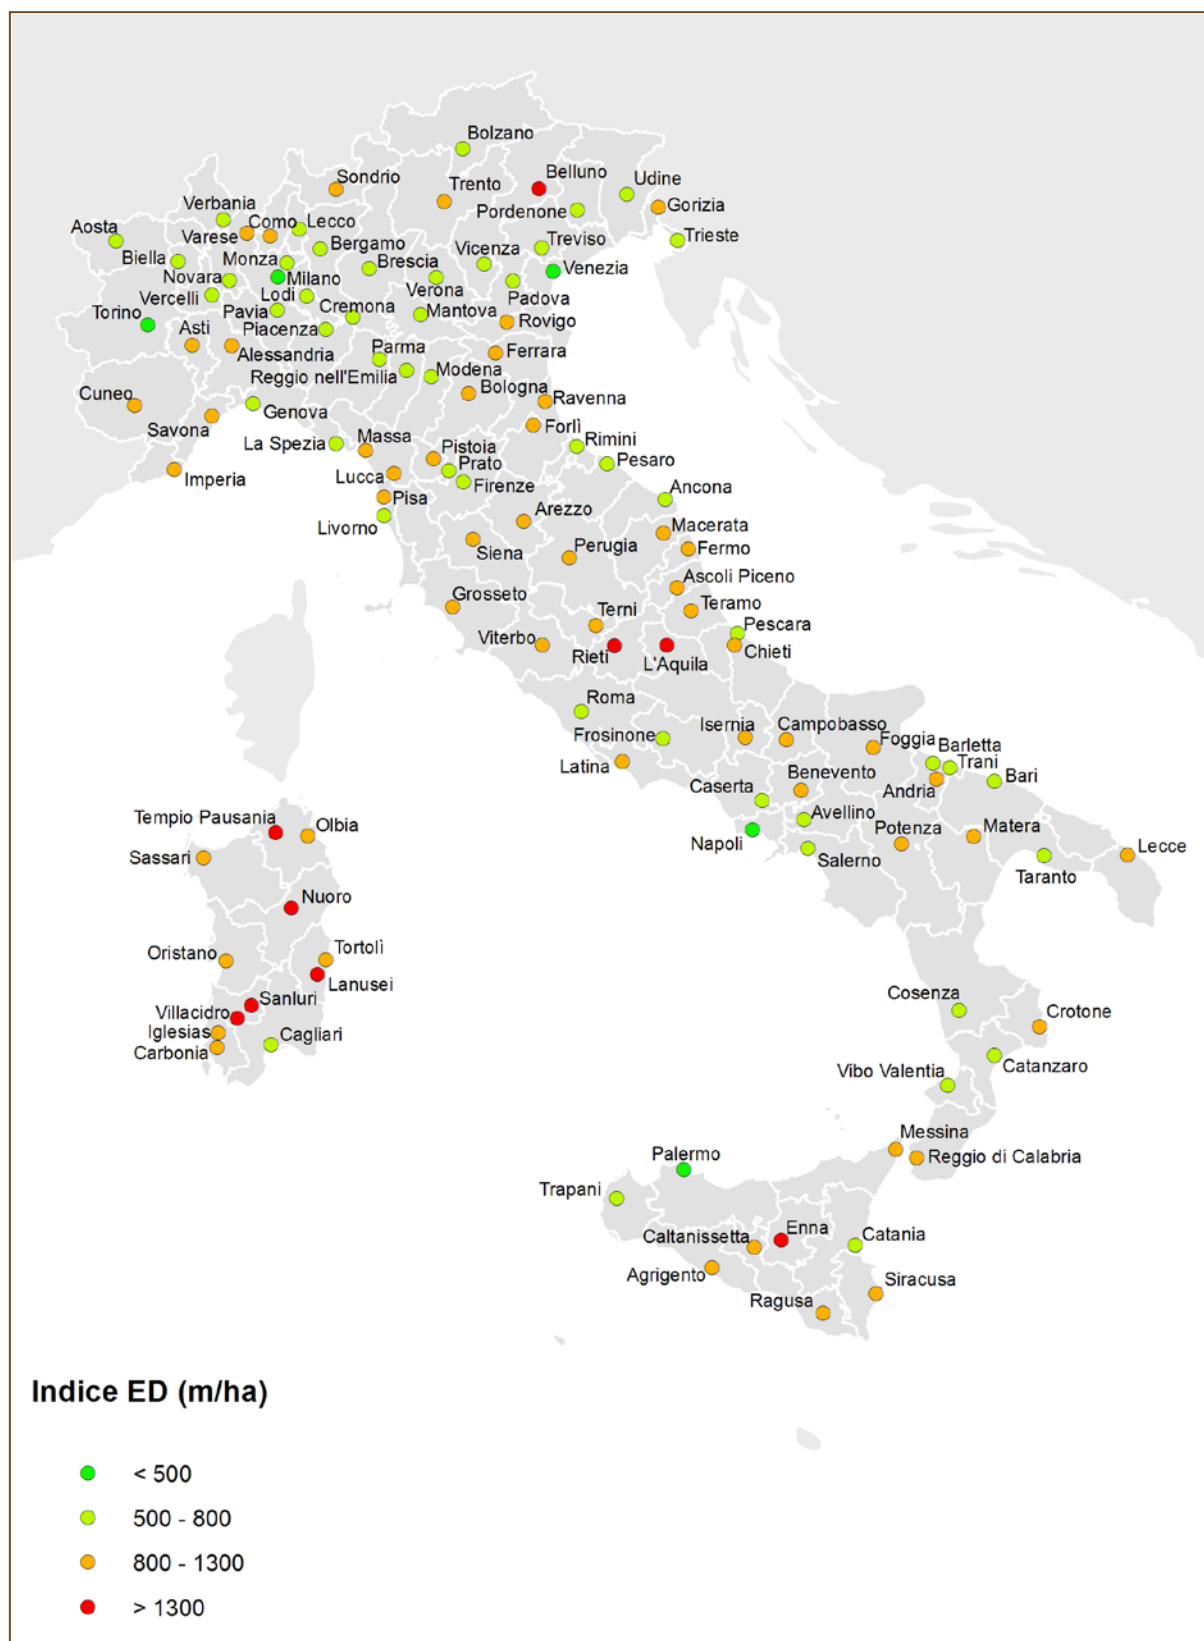 Bolzano
Sondrio
Belluno
Trento
Udine
Verbania
Pordenone
Gorizia
Aosta
Como
Lecco
Varese
Bergamo
Treviso
Trieste
Biella
Monza
Brescia
Vicenza
Venezia
Novara
Milano
Verona
Padova
Vercelli
Lodi
Torino
Pavia
Cremona
Mantova
Rovigo
Asti
Piacenza
Alessandria
Parma
Ferrara
Reggio nell'Emilia
Modena
Cuneo
Bologna
Ravenna
Genova
Savona
Forlì
La Spezia
Massa
Pistoia
Rimini
Prato
Pesaro
Imperia
Lucca
Firenze
Pisa
Ancona
Livorno
Arezzo
Macerata
Siena
Perugia
Fermo
Ascoli Piceno
Grosseto
Teramo
Terni
Pescara
Viterbo
Rieti
L'Aquila
Chieti
Roma
Isernia
Campobasso
Frosinone
Foggia
Barletta
Trani
Latina
Benevento
Bari
Caserta
Andria
Tempio Pausania
Olbia
Avellino
Potenza
Matera
Napoli
Lecce
Sassari
Salerno
Taranto
Nuoro
Oristano
Tortolì
Lanusei
Sanluri
Villacidro
Cosenza
Crotone
Iglesias
Cagliari
Carbonia
Catanzaro
Vibo Valentia
Messina
Palermo
Reggio di Calabria
Trapani
Enna
Caltanissetta
Catania
Agrigento
Siracusa
Ragusa
Indice ED (m/ha)
< 500
500 - 800
800 - 1300
> 1300